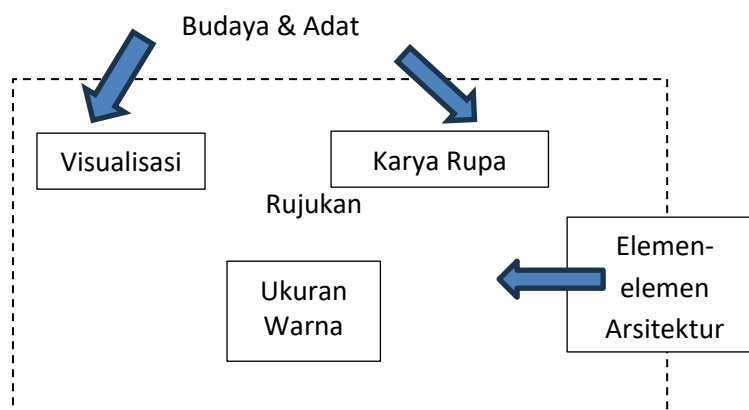 Budaya & Adat
Visualisasi
Karya Rupa
Rujukan
Elemen-
elemen
Arsitektur
Ukuran
Warna